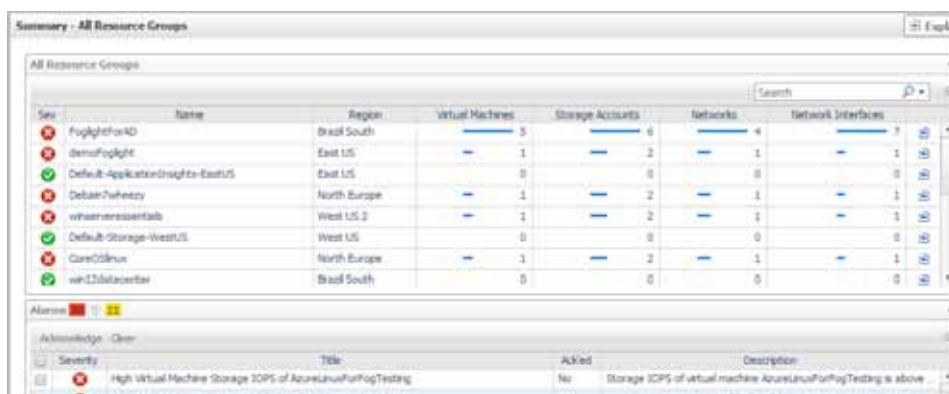 Summary - All Resource Groups
All Resource Groups
Search
Sev Name Region Virtual Machines Storage Accounts Networks Network Interfaces
FoglightFor4D Brazil South 5 6 4 7
demoFoglight East US 1 2 1 1
Default-ApplicationInsights-EastUS East US 0 0 0 0
Debain7wheezy North Europe 1 2 1 1
winserveressentials West US 2 1 2 1 1
Default-Storage-WestUS West US 0 0 0 0
CoreOSlinux North Europe 1 2 1 1
win12datacenter Brazil South 0 0 0 0
Alarms
Acknowledge Clear
Severity Title Ack'ed Description
High Virtual Machine Storage IOPS of AzureLinuxForFogTesting No Storage IOPS of virtual machine AzureLinuxForFogTesting is above